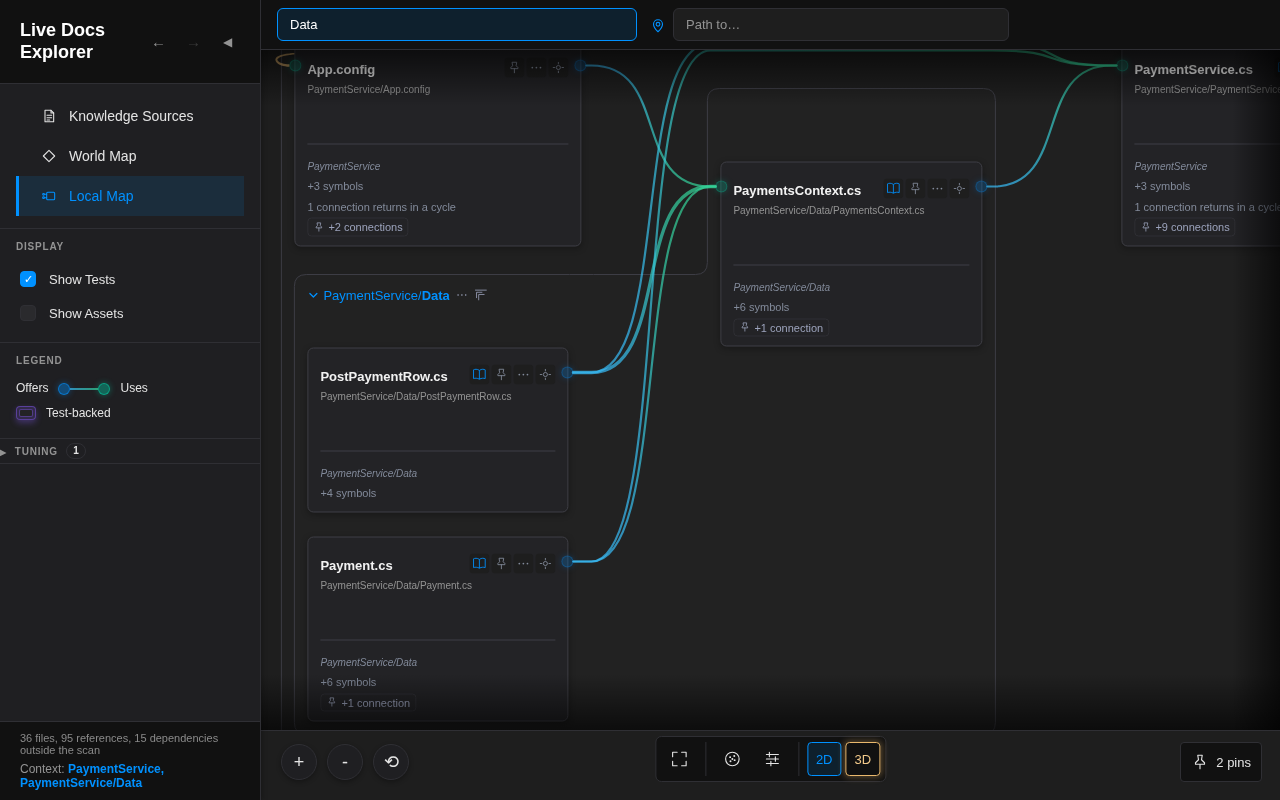 Live Docs
Explorer
Knowledge Sources
World Map
Local Map
DISPLAY
Show Tests
Show Assets
LEGEND
Offers
Uses
Test-backed
TUNING
1
36 files, 95 references, 15 dependencies
outside the scan
Context: PaymentService,
PaymentService/Data
Data
Path to…
App.config
PaymentService/App.config
PaymentService
+3 symbols
1 connection returns in a cycle
+2 connections
PaymentsContext.cs
PaymentService/Data/PaymentsContext.cs
PaymentService/Data
+6 symbols
+1 connection
PaymentService.cs
PaymentService/PaymentService
PaymentService
+3 symbols
1 connection returns in a cycle
+9 connections
PaymentService/Data
PostPaymentRow.cs
PaymentService/Data/PostPaymentRow.cs
PaymentService/Data
+4 symbols
Payment.cs
PaymentService/Data/Payment.cs
PaymentService/Data
+6 symbols
+1 connection
+
-
2D
3D
2 pins